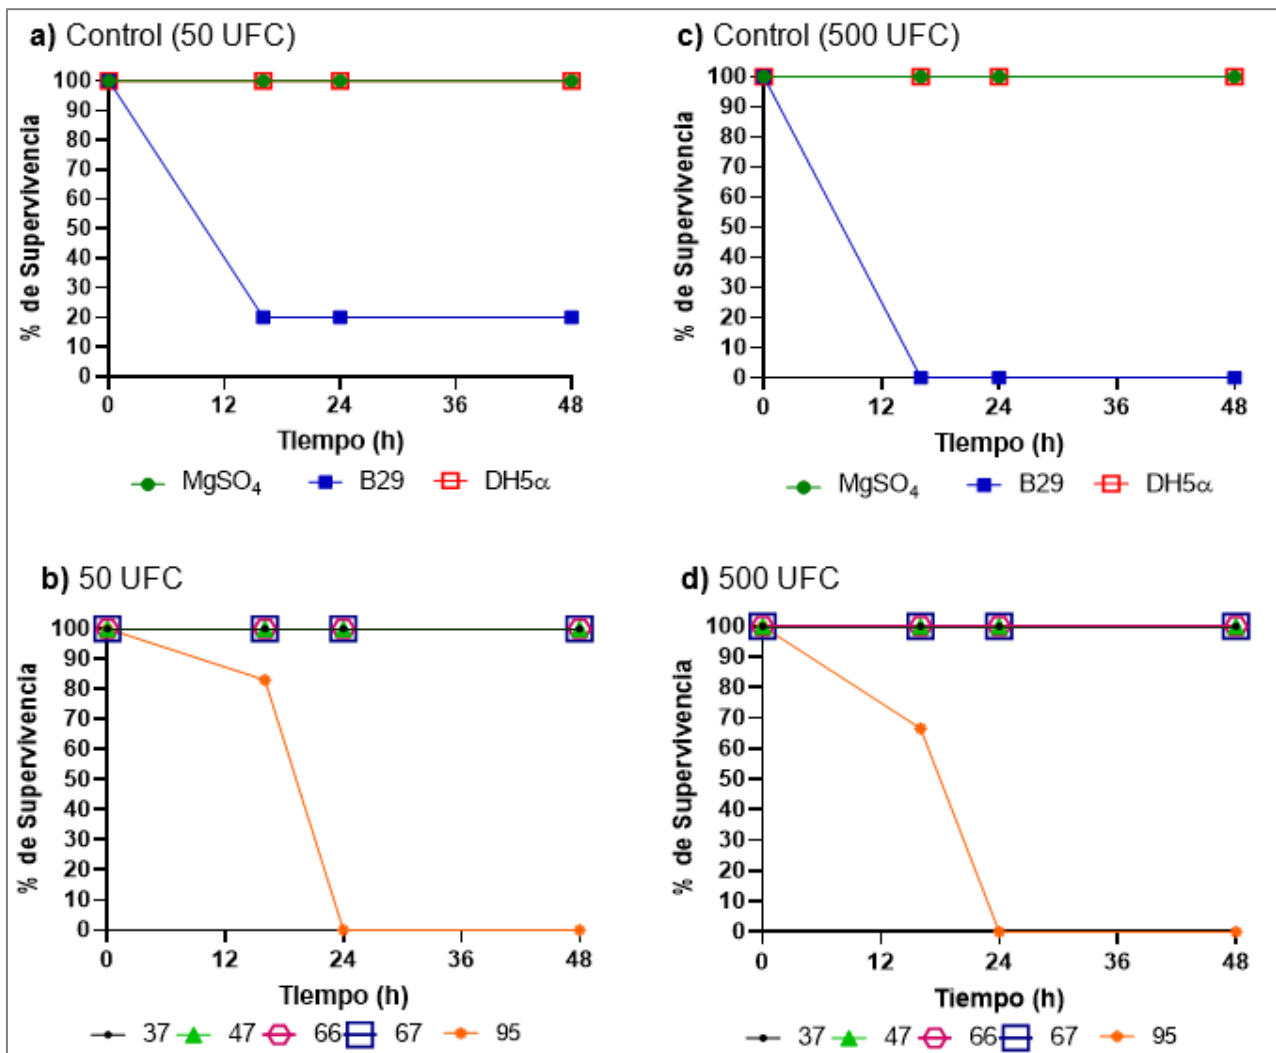 a) Control (50 UFC)
% de Supervivencia
100
90
80
70
60
50
40
30
20
10
0
0 12 24 36 48
TIempo (h)
MgSO₄ B29 DH5α
c) Control (500 UFC)
% de Supervivencia
100
90
80
70
60
50
40
30
20
10
0
0 12 24 36 48
TIempo (h)
MgSO₄ B29 DH5α
b) 50 UFC
% de Supervivencia
100
90
80
70
60
50
40
30
20
10
0
0 12 24 36 48
TIempo (h)
37 47 66 67 95
d) 500 UFC
% de Supervivencia
100
90
80
70
60
50
40
30
20
10
0
0 12 24 36 48
Tiempo (h)
37 47 66 67 95